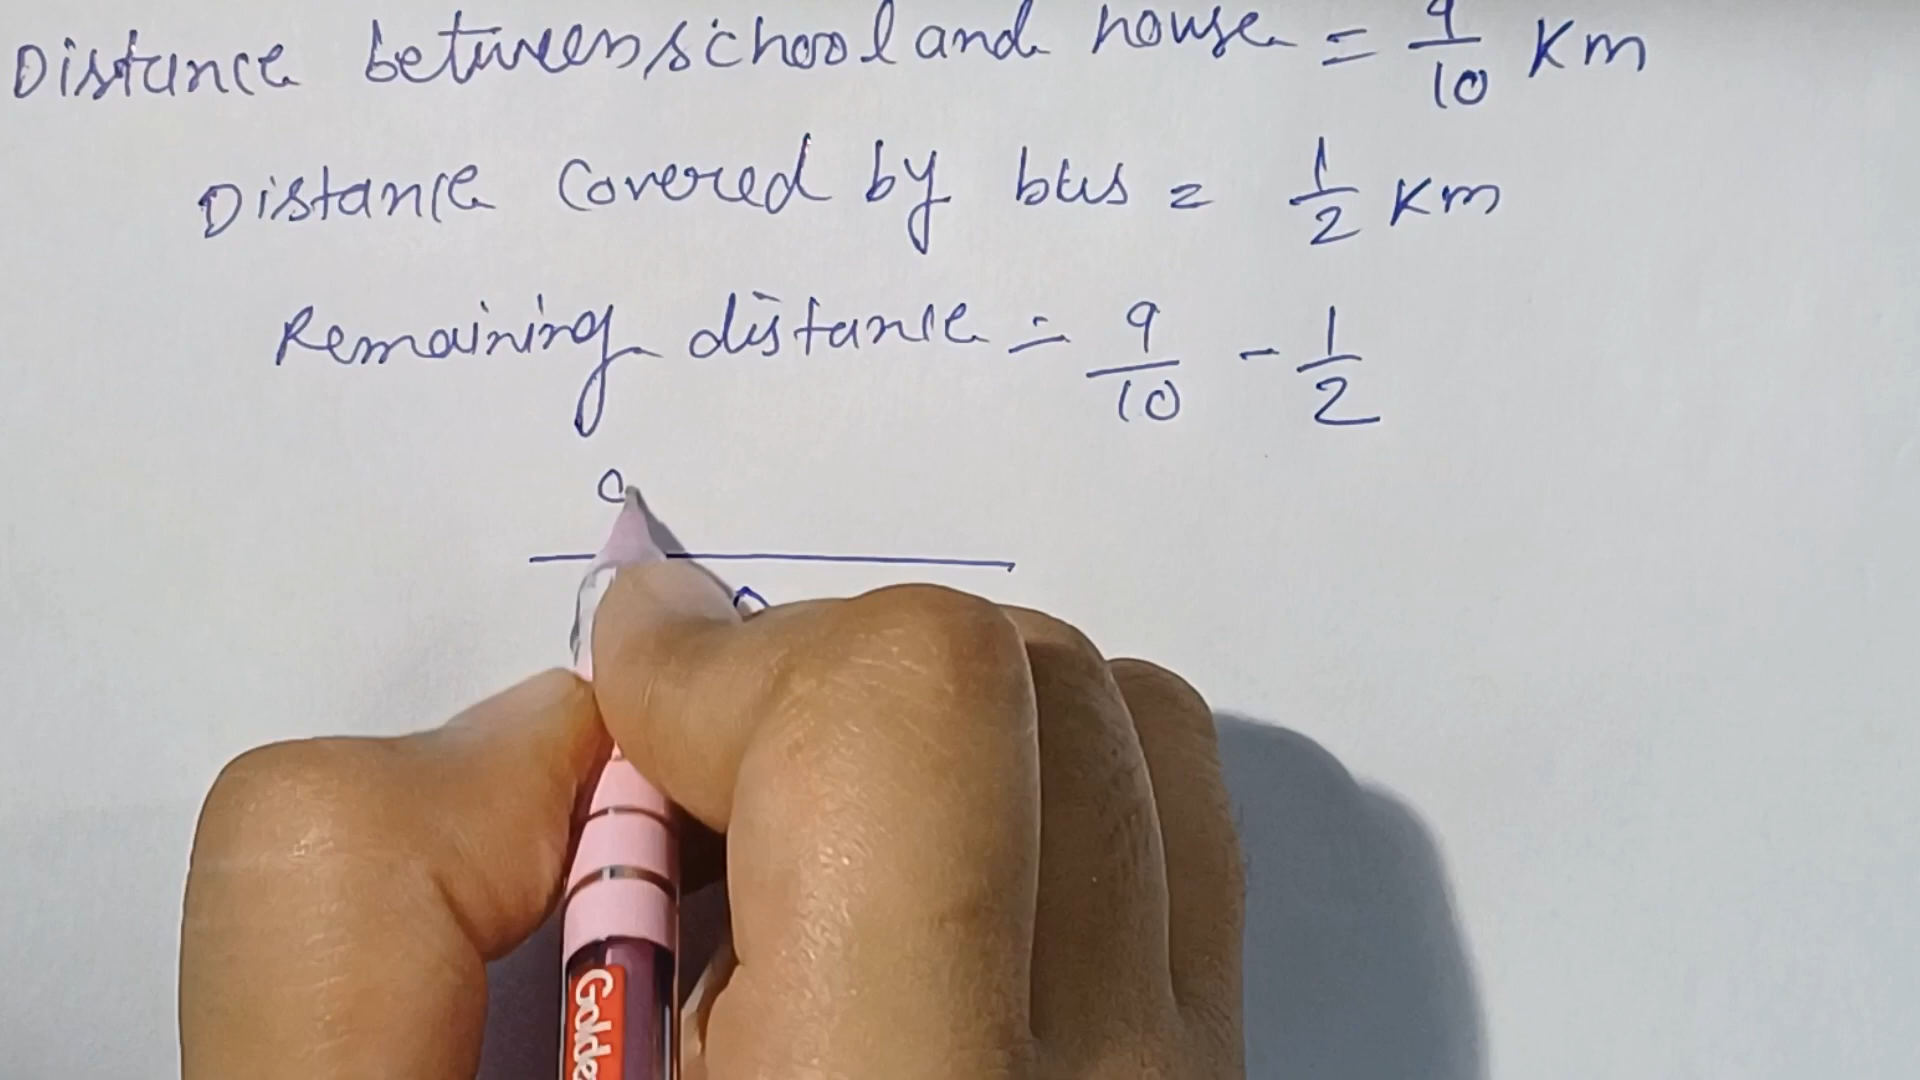 Distance between school and house = 9/10 Km
Distance covered by bus = 1/2 Km
Remaining distance = 9/10 - 1/2
Golde